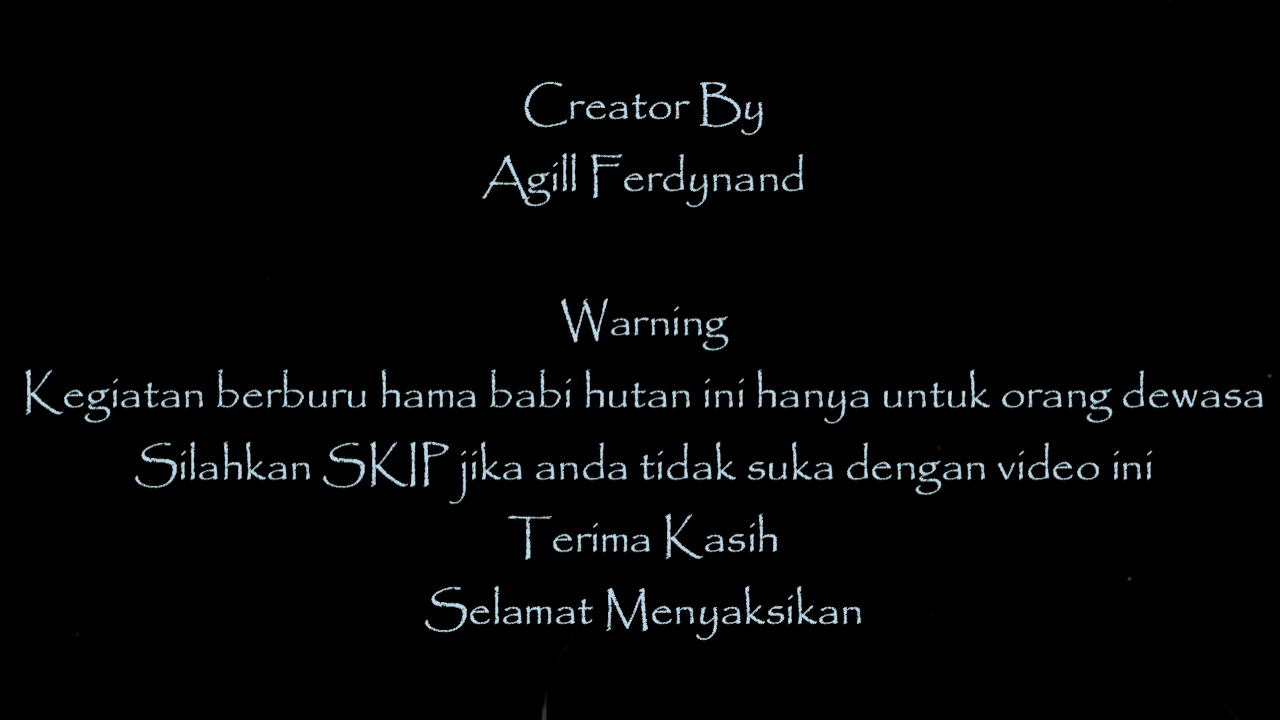 Creator By
Agill Ferdynand
Warning
Kegiatan berburu hama babi hutan ini hanya untuk orang dewasa
Silahkan SKIP jika anda tidak suka dengan video ini
Terima Kasih
Selamat Menyaksikan